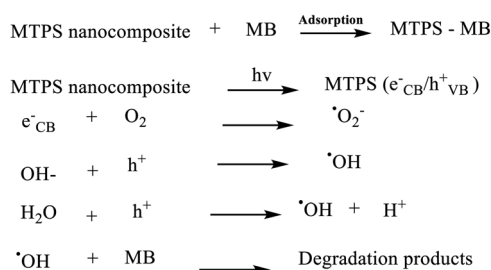 MTPS nanocomposite + MB Adsorption MTPS - MB
MTPS nanocomposite hv MTPS (e⁻CB/h⁺VB)
e⁻CB + O₂ •O₂⁻
OH- + h⁺ •OH
H₂O + h⁺ •OH + H⁺
•OH + MB Degradation products